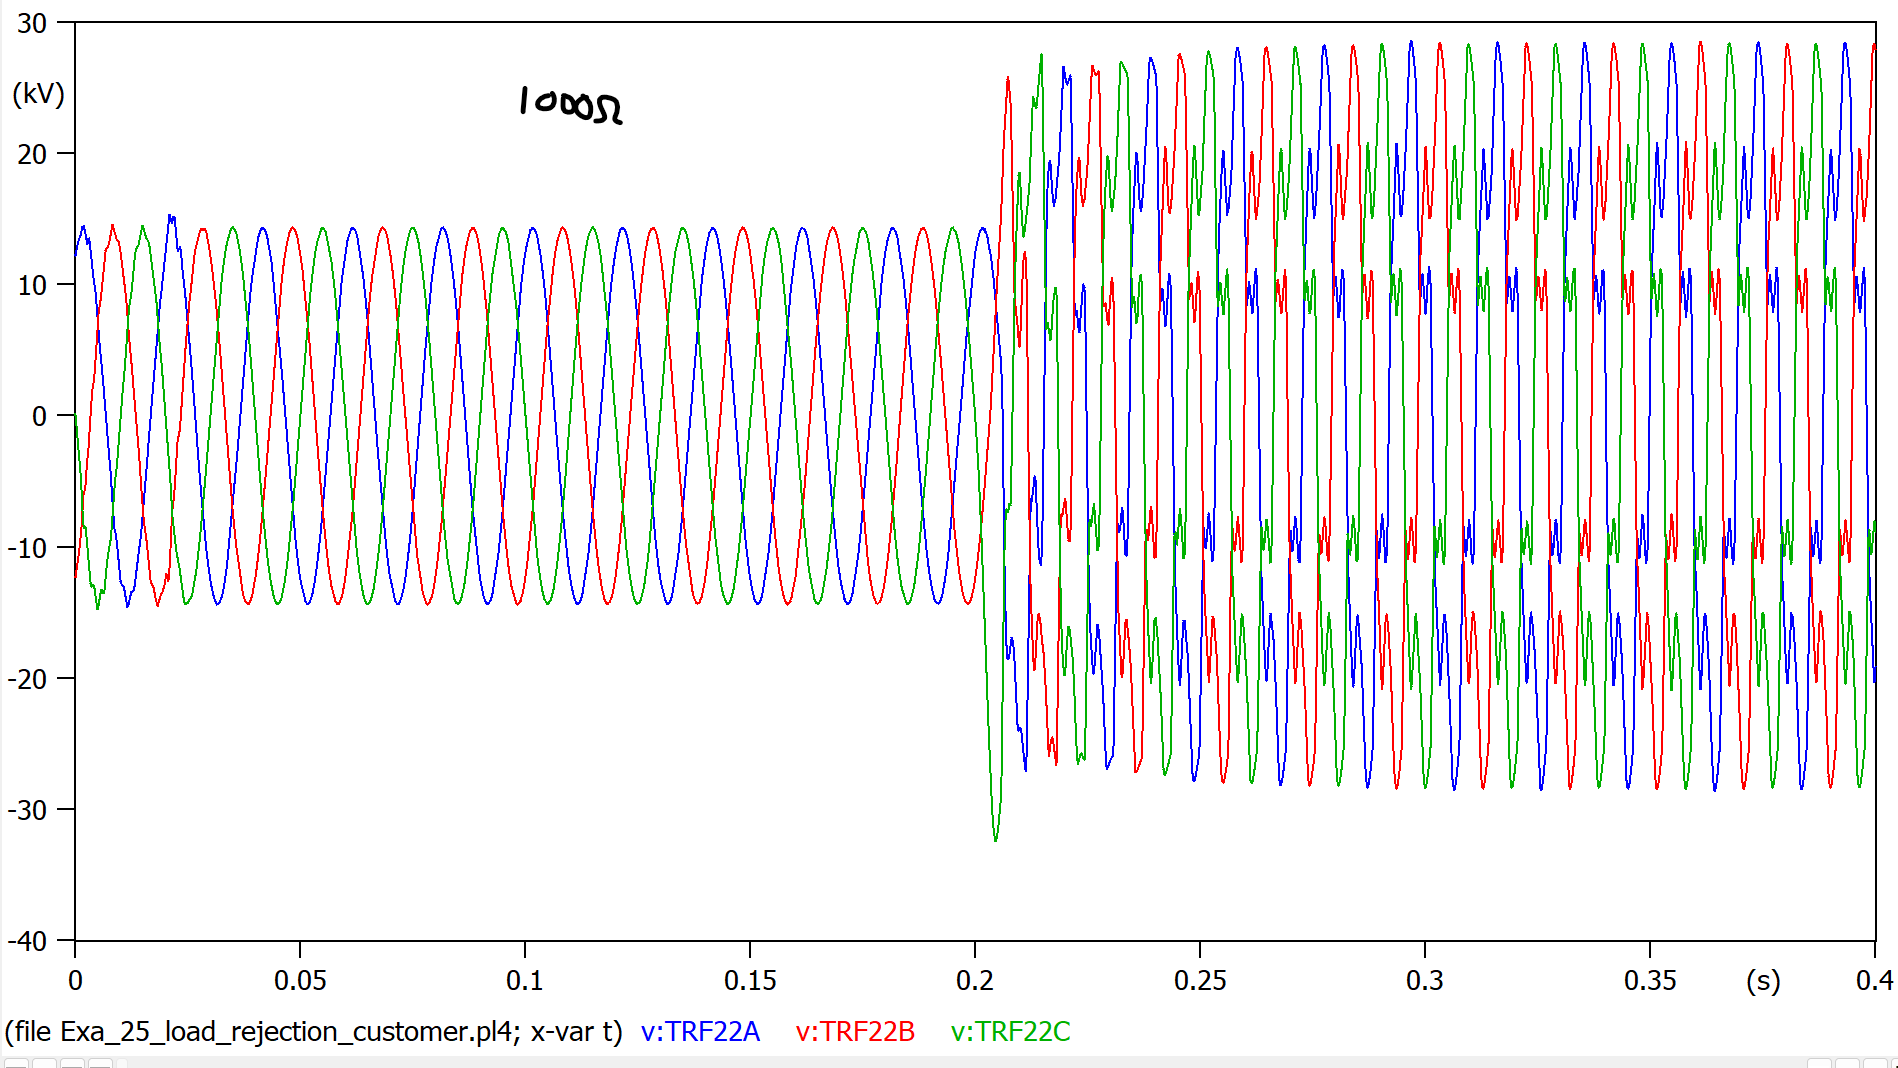 30
(kV)
1000Ω
20
10
0
-10
-20
-30
-40
0 0.05 0.1 0.15 0.2 0.25 0.3 0.35 (s) 0.4
(file Exa_25_load_rejection_customer.pl4; x-var t) v:TRF22A v:TRF22B v:TRF22C